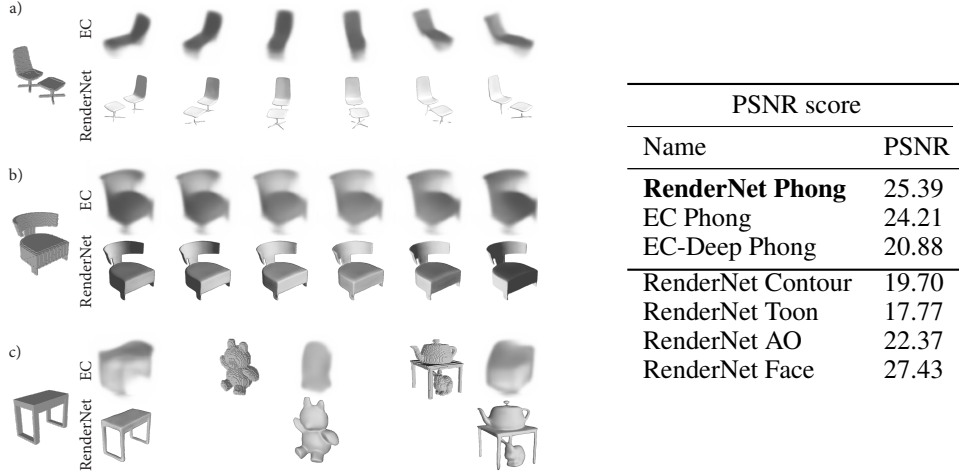 a)
EC
RenderNet
b)
EC
RenderNet
c)
EC
RenderNet
PSNR score
Name PSNR
RenderNet Phong 25.39
EC Phong 24.21
EC-Deep Phong 20.88
RenderNet Contour 19.70
RenderNet Toon 17.77
RenderNet AO 22.37
RenderNet Face 27.43